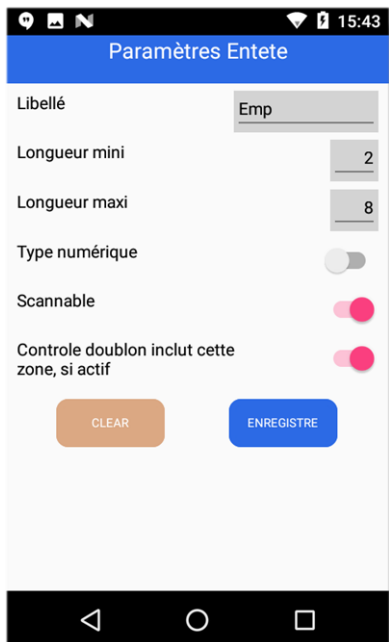 15:43
Paramètres Entete
Libellé
Emp
Longueur mini
2
Longueur maxi
8
Type numérique
Scannable
Controle doublon inclut cette
zone, si actif
CLEAR
ENREGISTRE